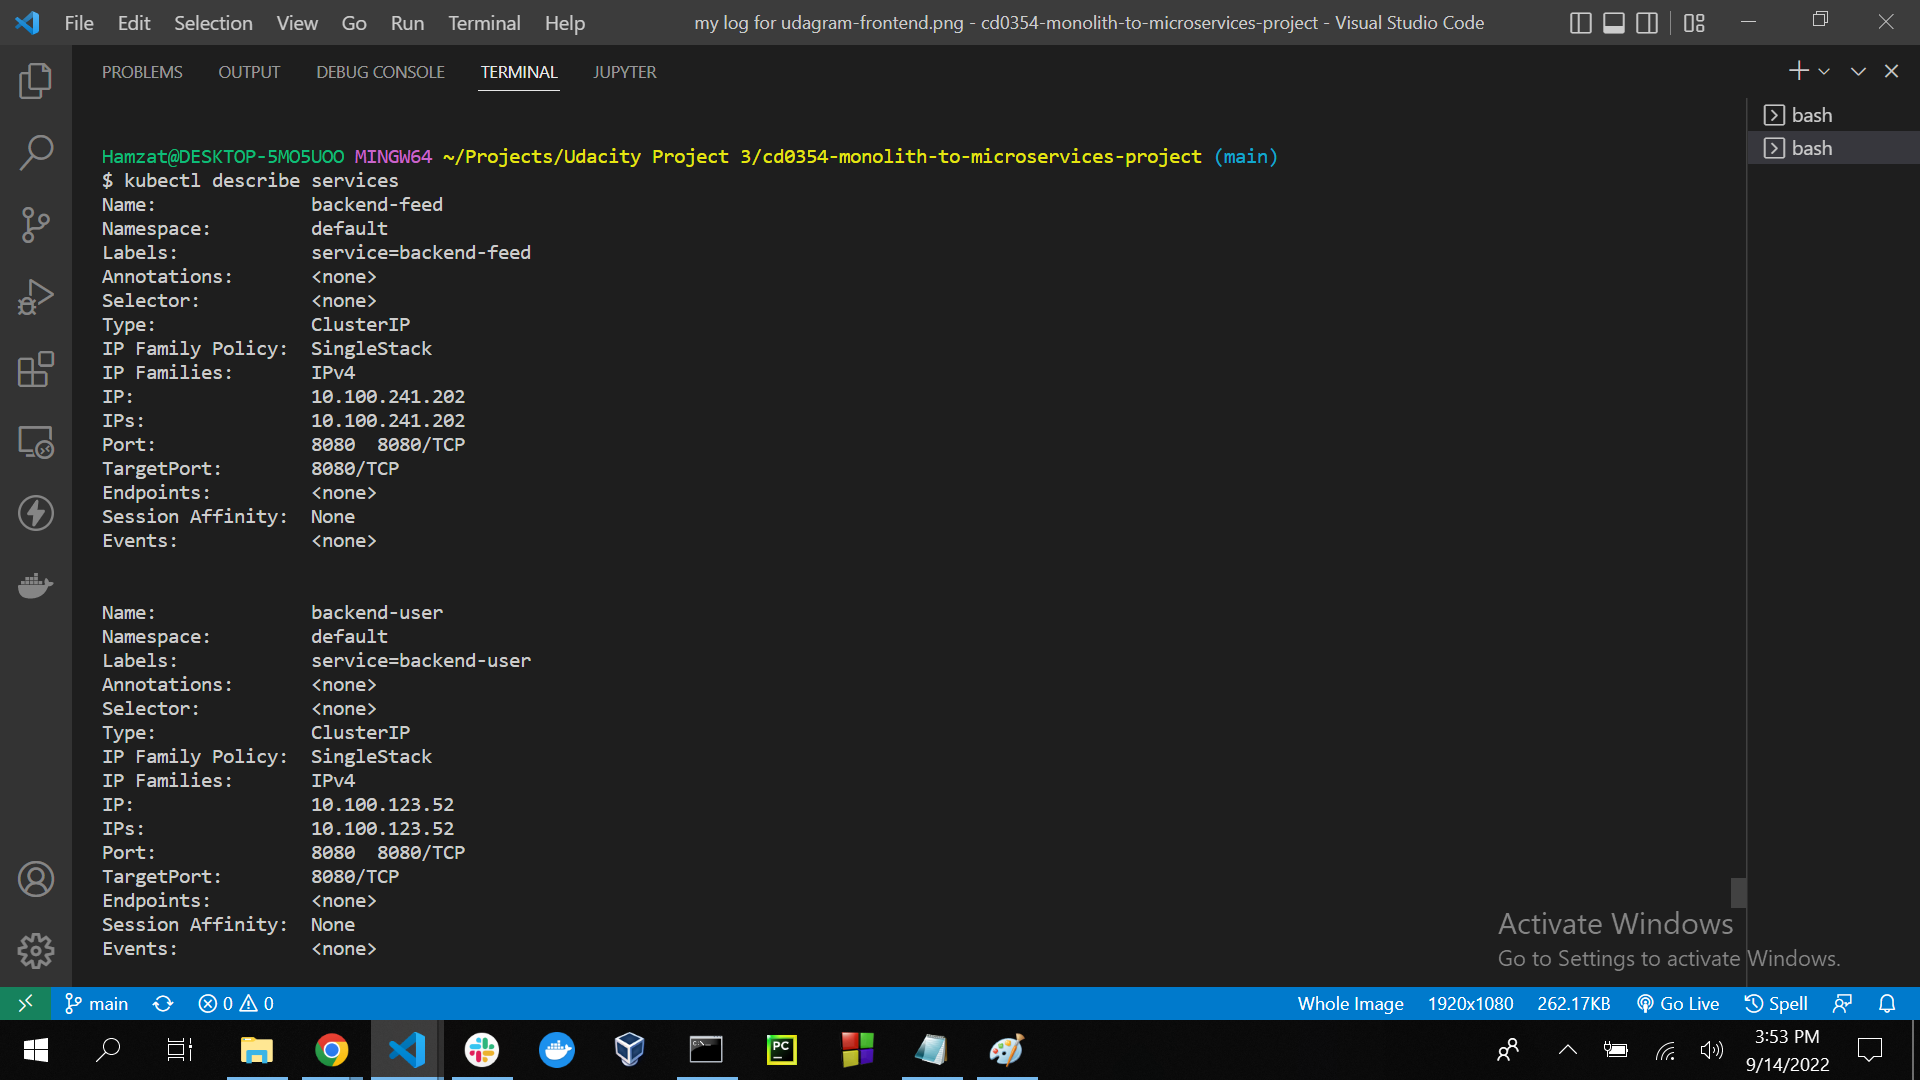 File Edit Selection View Go Run Terminal Help my log for udagram-frontend.png - cd0354-monolith-to-microservices-project - Visual Studio Code
PROBLEMS OUTPUT DEBUG CONSOLE TERMINAL JUPYTER
bash
bash
Hamzat@DESKTOP-5MO5UOO MINGW64 ~/Projects/Udacity Project 3/cd0354-monolith-to-microservices-project (main)
$ kubectl describe services
Name: backend-feed
Namespace: default
Labels: service=backend-feed
Annotations: <none>
Selector: <none>
Type: ClusterIP
IP Family Policy: SingleStack
IP Families: IPv4
IP: 10.100.241.202
IPs: 10.100.241.202
Port: 8080 8080/TCP
TargetPort: 8080/TCP
Endpoints: <none>
Session Affinity: None
Events: <none>
Name: backend-user
Namespace: default
Labels: service=backend-user
Annotations: <none>
Selector: <none>
Type: ClusterIP
IP Family Policy: SingleStack
IP Families: IPv4
IP: 10.100.123.52
IPs: 10.100.123.52
Port: 8080 8080/TCP
TargetPort: 8080/TCP
Endpoints: <none>
Session Affinity: None
Events: <none>
Activate Windows
Go to Settings to activate Windows.
main 0 0 Whole Image 1920x1080 262.17KB Go Live Spell
PC
3:53 PM
9/14/2022